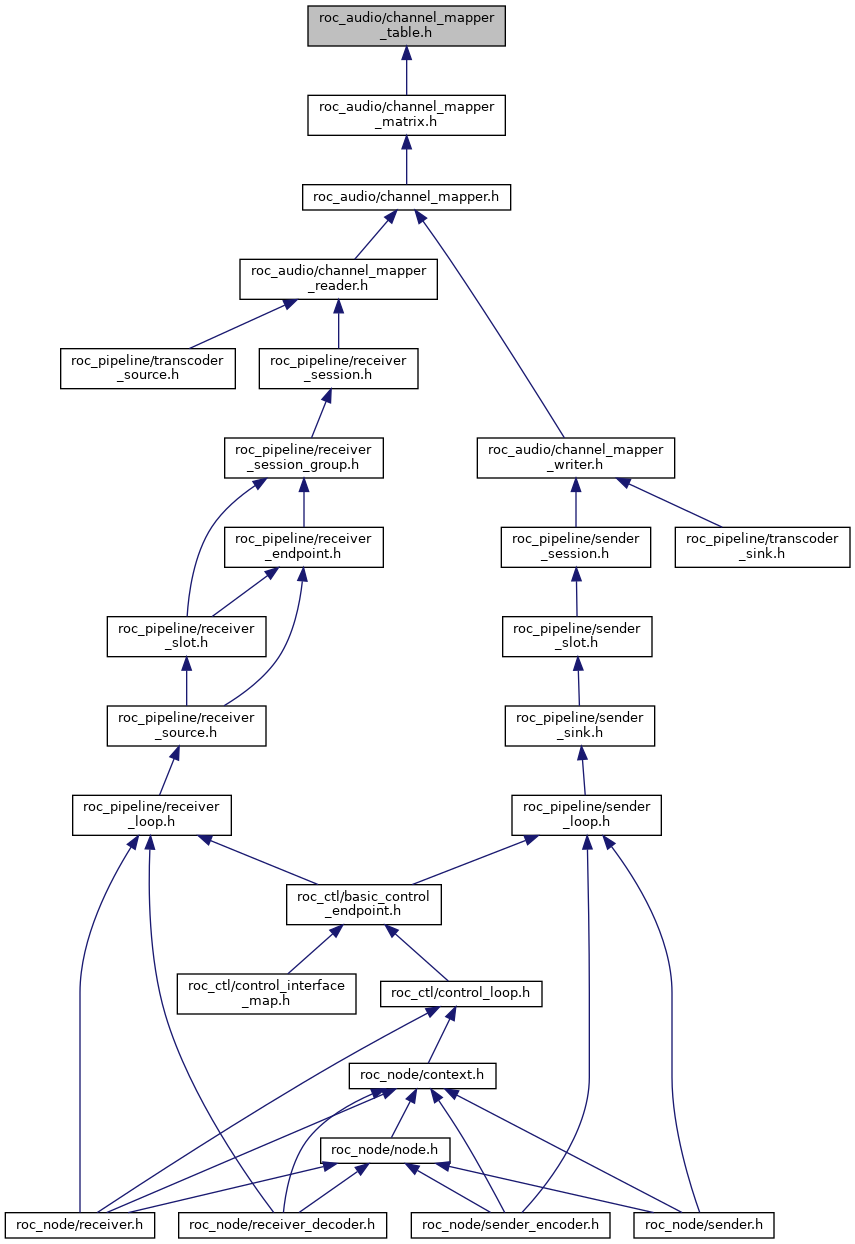 roc_audio/channel_mapper
_table.h
roc_audio/channel_mapper
_matrix.h
roc_audio/channel_mapper.h
roc_audio/channel_mapper
_reader.h
roc_pipeline/transcoder
_source.h
roc_pipeline/receiver
_session.h
roc_pipeline/receiver
_session_group.h
roc_audio/channel_mapper
_writer.h
roc_pipeline/receiver
_endpoint.h
roc_pipeline/sender
_session.h
roc_pipeline/transcoder
_sink.h
roc_pipeline/receiver
_slot.h
roc_pipeline/sender
_slot.h
roc_pipeline/receiver
_source.h
roc_pipeline/sender
_sink.h
roc_pipeline/receiver
_loop.h
roc_pipeline/sender
_loop.h
roc_ctl/basic_control
_endpoint.h
roc_ctl/control_interface
_map.h
roc_ctl/control_loop.h
roc_node/context.h
roc_node/node.h
roc_node/receiver.h
roc_node/receiver_decoder.h
roc_node/sender_encoder.h
roc_node/sender.h